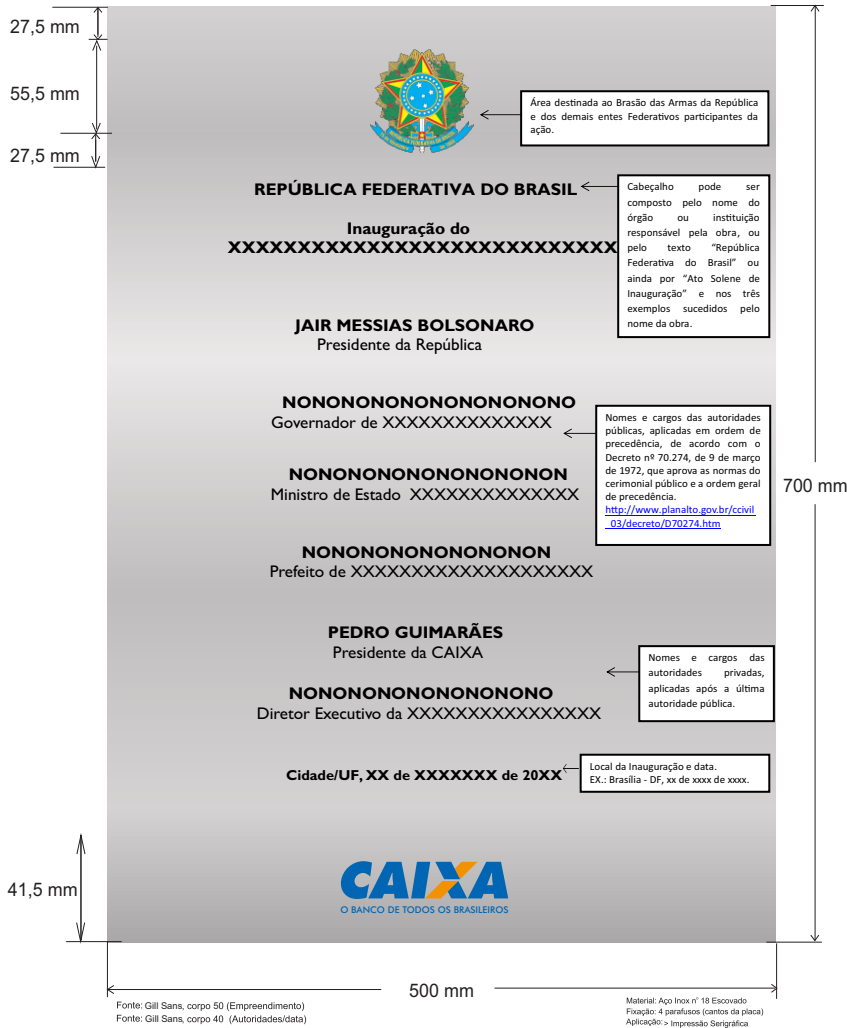 27,5 mm
55,5 mm
27,5 mm
Área destinada ao Brasão das Armas da República
e dos demais entes Federativos participantes da
ação.
REPÚBLICA FEDERATIVA DO BRASIL
Inauguração do
XXXXXXXXXXXXXXXXXXXXXXXXXXXX
Cabeçalho pode ser
composto pelo nome do
órgão ou instituição
responsável pela obra, ou
pelo texto “República
Federativa do Brasil” ou
ainda por “Ato Solene de
Inauguração” e nos três
exemplos sucedidos pelo
nome da obra.
JAIR MESSIAS BOLSONARO
Presidente da República
NONONONONONONONONONO
Governador de XXXXXXXXXXXXXX
Nomes e cargos das autoridades
públicas, aplicadas em ordem de
precedência, de acordo com o
Decreto nº 70.274, de 9 de março
de 1972, que aprova as normas do
cerimonial público e a ordem geral
de precedência.
http://www.planalto.gov.br/ccivil
_03/decreto/D70274.htm
NONONONONONONONONON
Ministro de Estado XXXXXXXXXXXXXX
700 mm
NONONONONONONONON
Prefeito de XXXXXXXXXXXXXXXXXXXX
PEDRO GUIMARÃES
Presidente da CAIXA
NONONONONONONONONO
Diretor Executivo da XXXXXXXXXXXXXXXX
Nomes e cargos das
autoridades privadas,
aplicadas após a última
autoridade pública.
Cidade/UF, XX de XXXXXXX de 20XX
Local da Inauguração e data.
EX.: Brasília - DF, xx de xxxx de xxxx.
41,5 mm
CAIXA
O BANCO DE TODOS OS BRASILEIROS
500 mm
Fonte: Gill Sans, corpo 50 (Empreendimento)
Fonte: Gill Sans, corpo 40 (Autoridades/data)
Material: Aço Inox n° 18 Escovado
Fixação: 4 parafusos (cantos da placa)
Aplicação: > Impressão Serigráfica